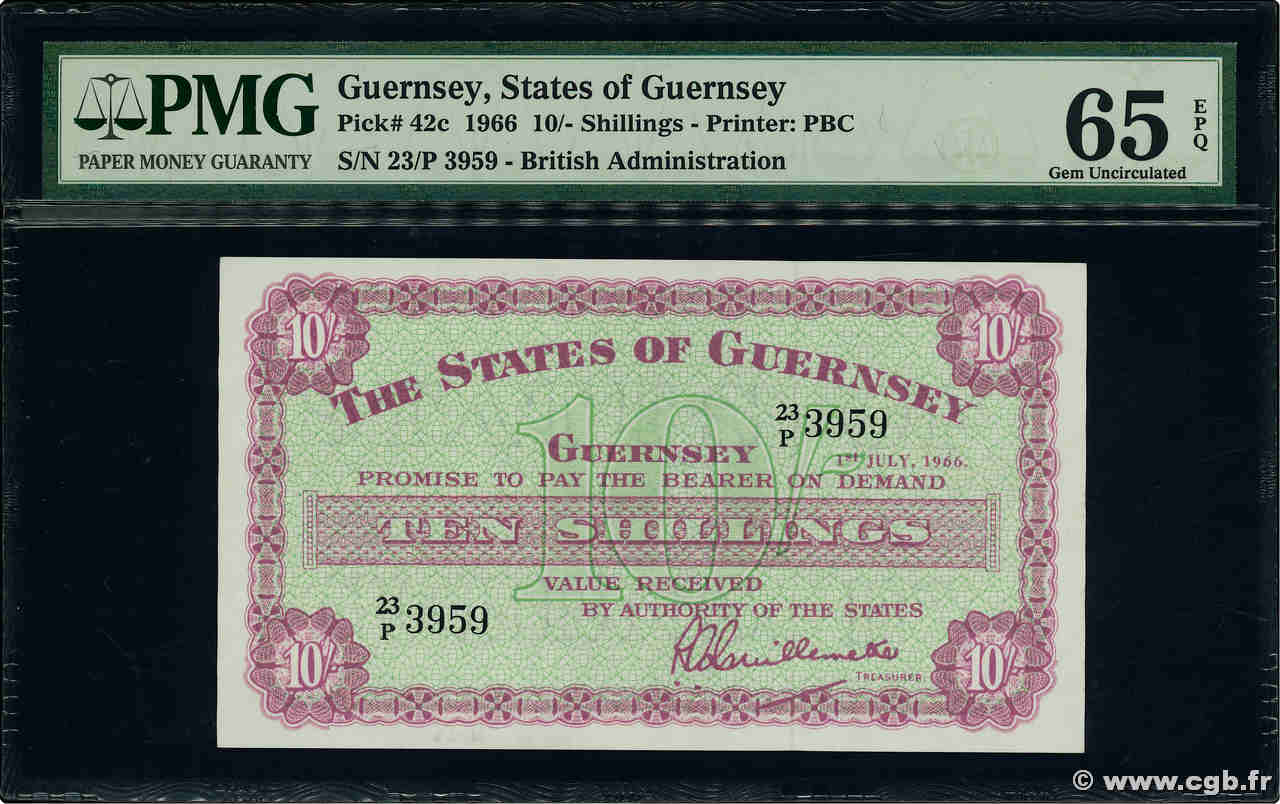 PMG
PAPER MONEY GUARANTY
Guernsey, States of Guernsey
Pick# 42c 1966 10/- Shillings - Printer: PBC
S/N 23/P 3959 - British Administration
65
EPQ
Gem Uncirculated
10/-
10/-
THE STATES OF GUERNSEY
10/-
23/P 3959
GUERNSEY
1st JULY, 1966.
PROMISE TO PAY THE BEARER ON DEMAND
TEN SHILLINGS
VALUE RECEIVED
BY AUTHORITY OF THE STATES
23/P 3959
TREASURER.
10/-
10/-
© www.cgb.fr